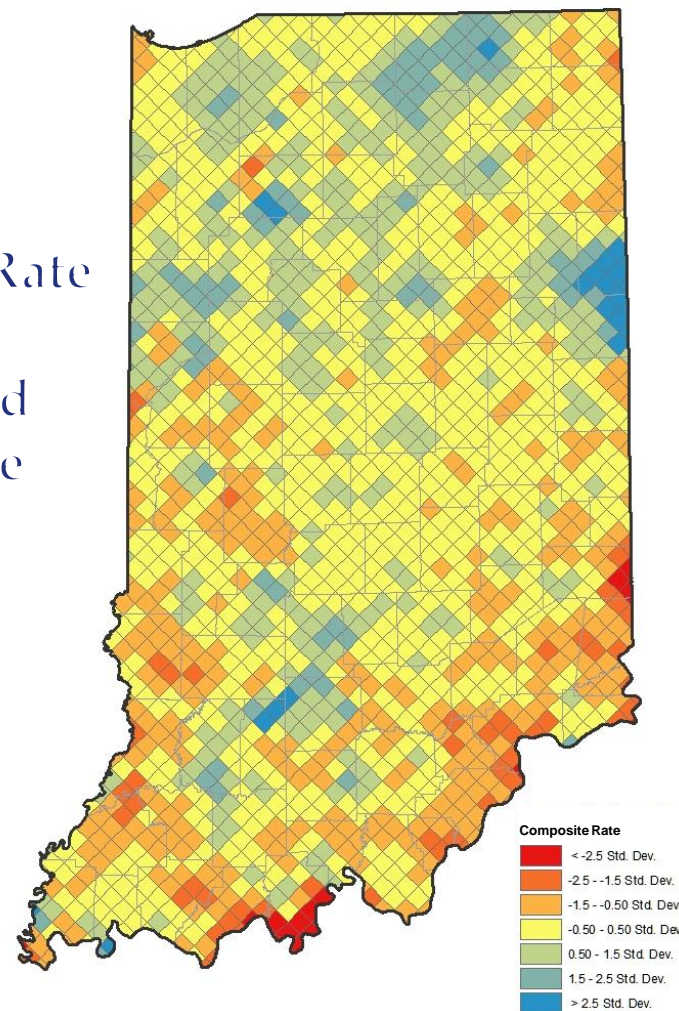 Rate
d
e
Composite Rate
< -2.5 Std. Dev.
-2.5 - -1.5 Std. Dev.
-1.5 - -0.50 Std. Dev
-0.50 - 0.50 Std. Dev
0.50 - 1.5 Std. Dev.
1.5 - 2.5 Std. Dev.
> 2.5 Std. Dev.